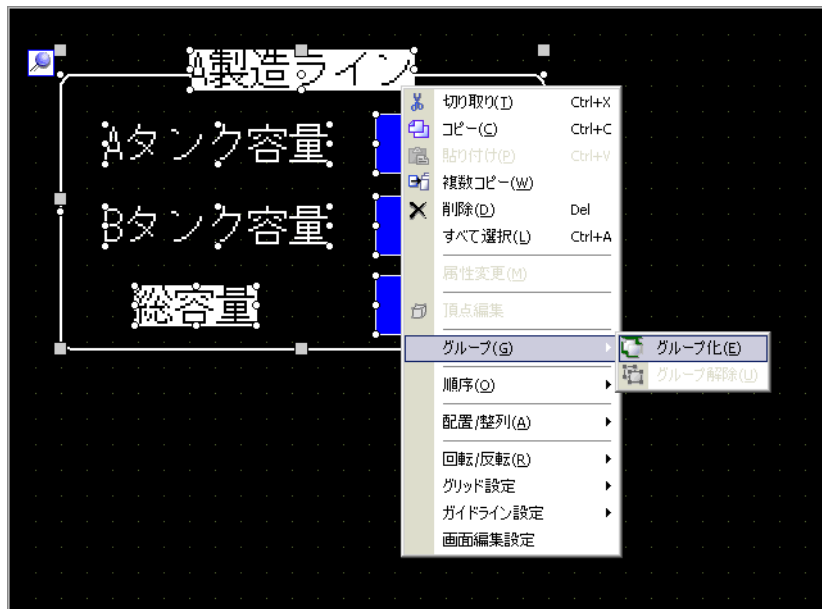 A製造ライン
Aタンク容量
Bタンク容量
総容量
切り取り(T) Ctrl+X
コピー(C) Ctrl+C
貼り付け(P) Ctrl+V
複数コピー(W)
削除(D) Del
すべて選択(L) Ctrl+A
属性変更(M)
頂点編集
グループ(G)
グループ化(E)
グループ解除(U)
順序(O)
配置/整列(A)
回転/反転(R)
グリッド設定
ガイドライン設定
画面編集設定